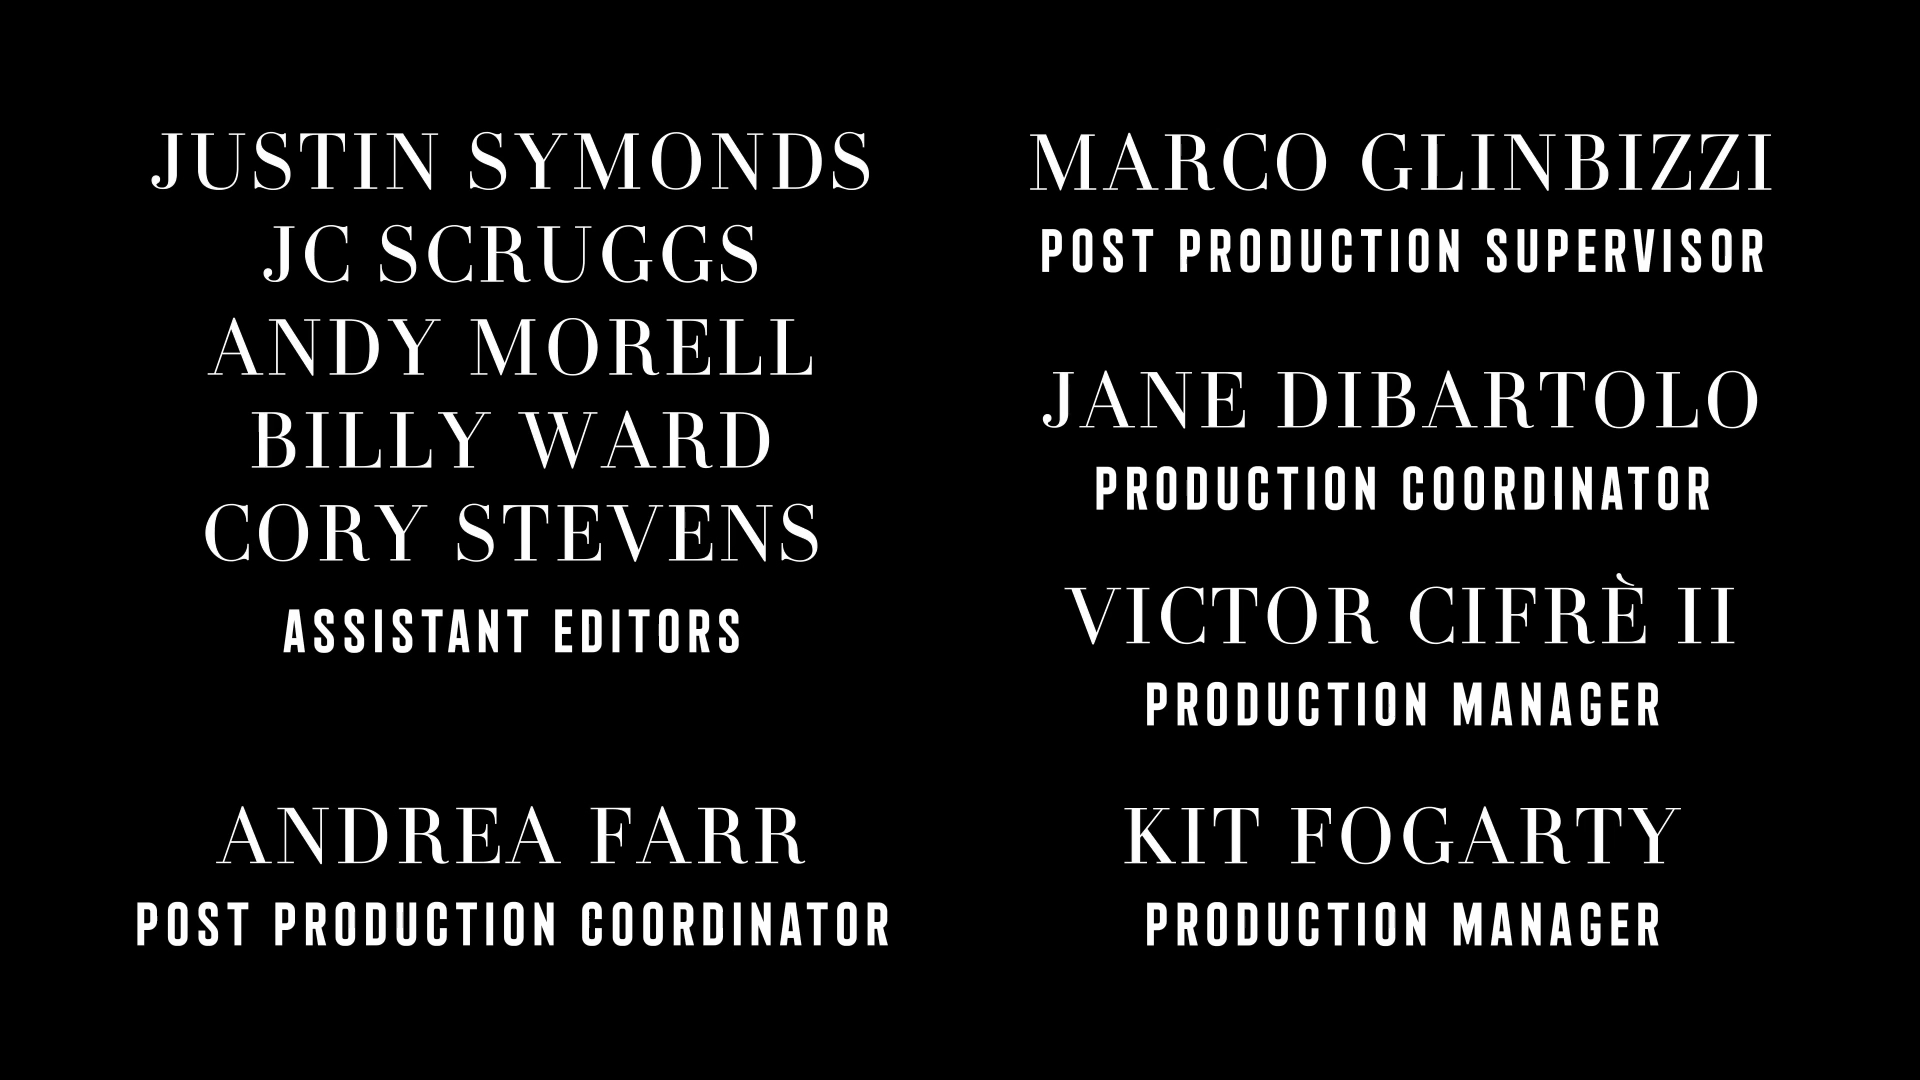 JUSTIN SYMONDS
JC SCRUGGS
ANDY MORELL
BILLY WARD
CORY STEVENS
ASSISTANT EDITORS
ANDREA FARR
POST PRODUCTION COORDINATOR
MARCO GLINBIZZI
POST PRODUCTION SUPERVISOR
JANE DIBARTOLO
PRODUCTION COORDINATOR
VICTOR CIFRÈ II
PRODUCTION MANAGER
KIT FOGARTY
PRODUCTION MANAGER